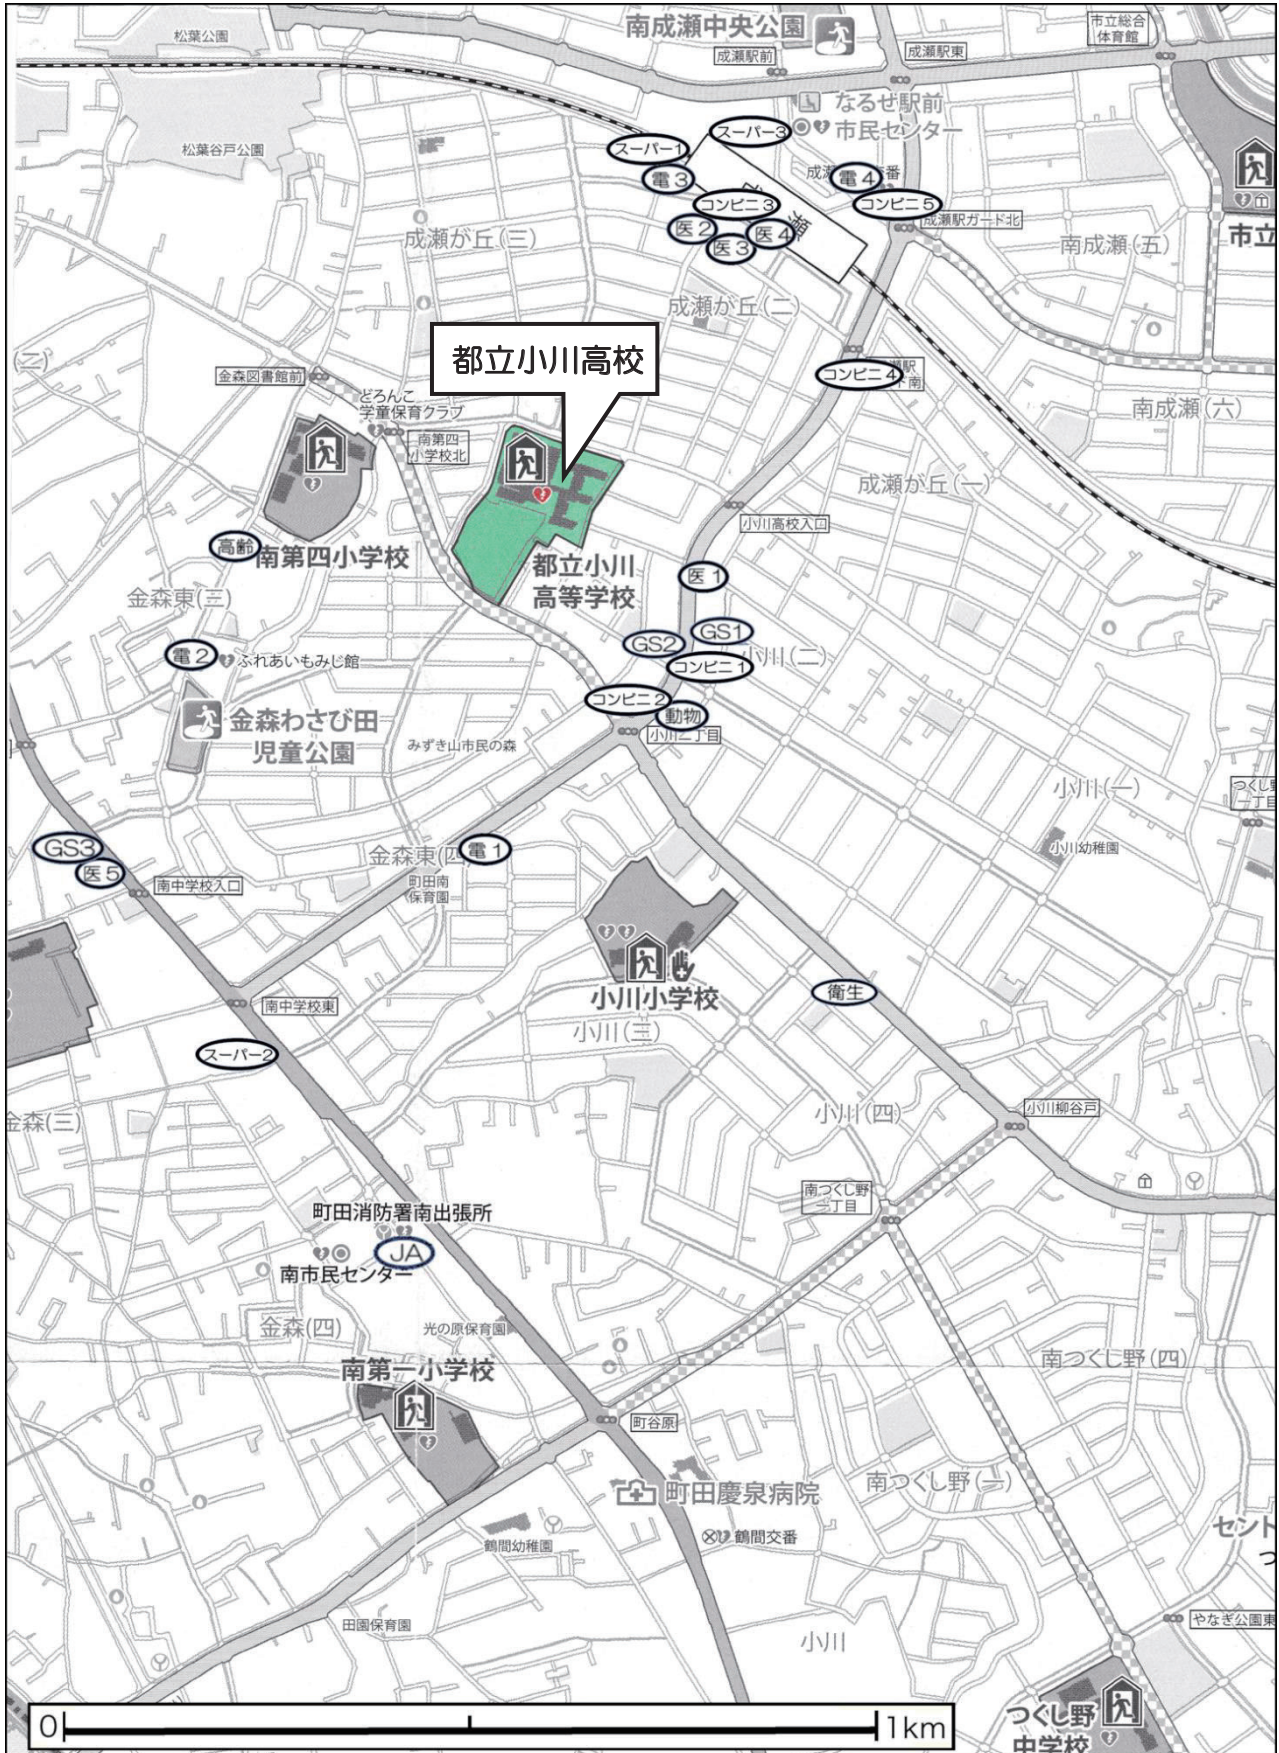 南成瀬中央公園
市立総合
体育館
松葉公園
成瀬駅前
成瀬駅東
なるぜ駅前
市民センター
松葉谷戸公園
スーパー1
スーパー3
電3
電4
番
コンビニ3
コンビニ5
成瀬駅ガード北
医2
医3
医4
市立
成瀬が丘(三)
南成瀬(五)
成瀬が丘(二)
都立小川高校
(二)
金森図書館前
コンビニ4
どろんこ
学童保育クラブ
南成瀬(六)
南第四
小学校北
成瀬が丘(一)
小川高校入口
高齢
南第四小学校
都立小川
高等学校
医1
金森東(三)
GS1
GS2
電2
ふれあいもみじ館
コンビニ1
小川(二)
コンビニ2
動物
金森わさび田
児童公園
小川二丁目
みずき山市民の森
小川(一)
つくし野
一丁目
GS3
医5
金森東(四
電1
小川幼稚園
町田南
保育園
南中学校入口
小川小学校
衛生
南中学校東
小川(三)
スーパー2
金森(三)
小川(四)
小川柳谷戸
南つくし野
一丁目
町田消防署南出張所
JA
南市民センター
金森(四)
光の原保育園
南第一小学校
南つくし野(四)
町谷原
町田慶泉病院
南つくし野(一)
鶴間幼稚園
鶴間交番
セント
つ
田園保育園
小川
やなぎ公園東
つくし野
中学校
0
1km